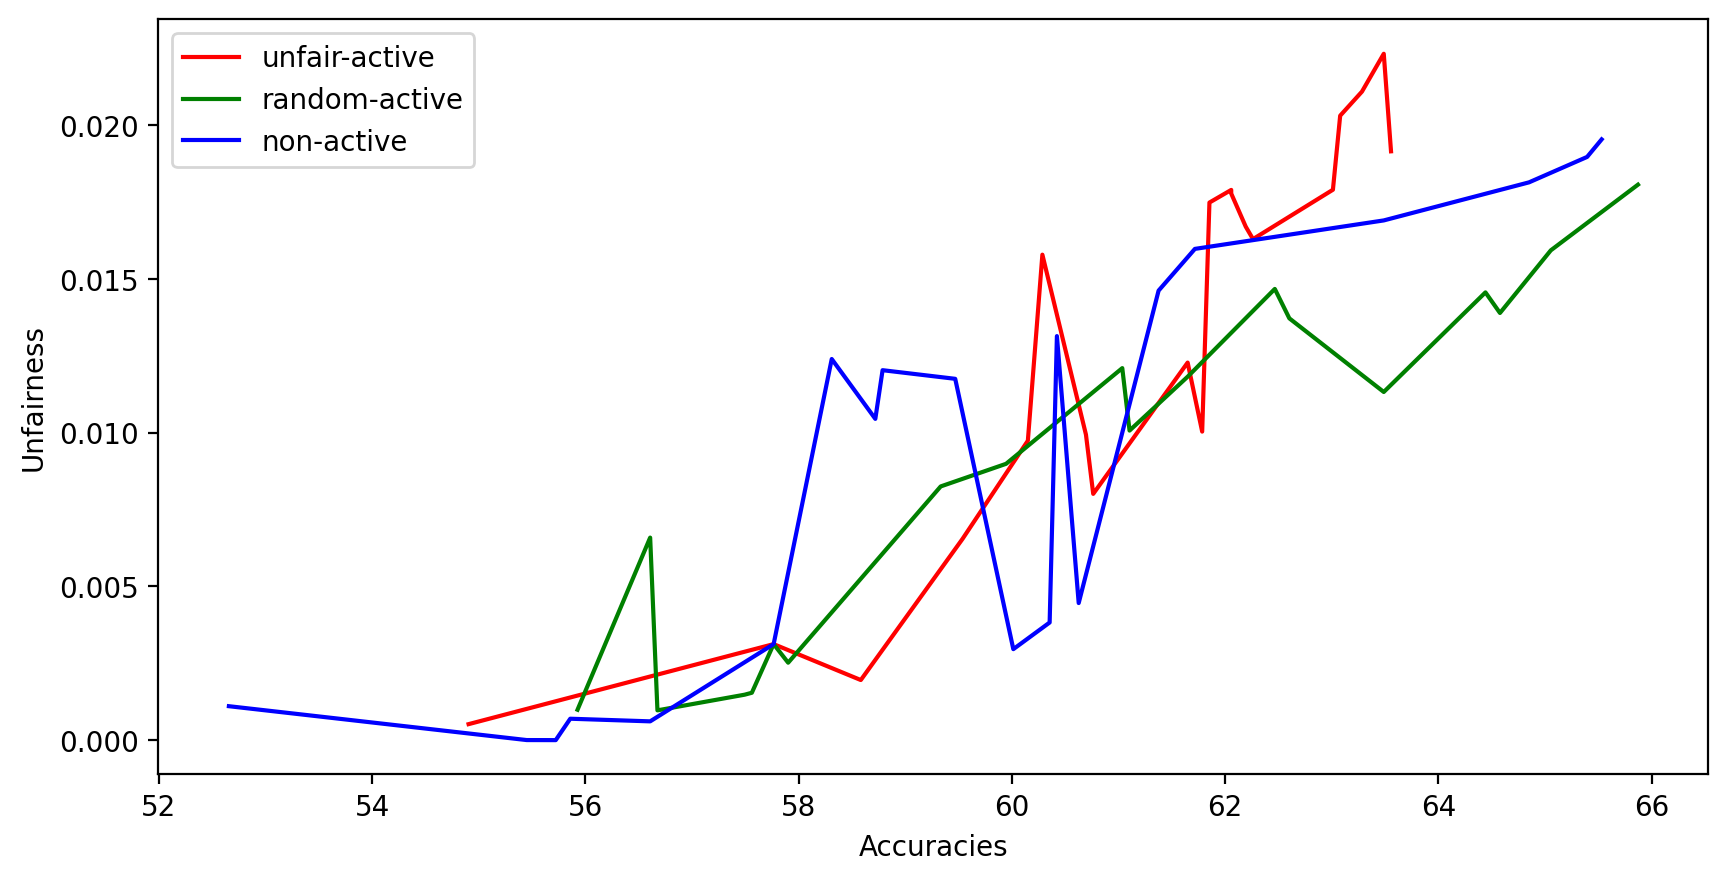 unfair-active
random-active
non-active
0.020
0.015
0.010
0.005
0.000
Unfairness
52 54 56 58 60 62 64 66
Accuracies